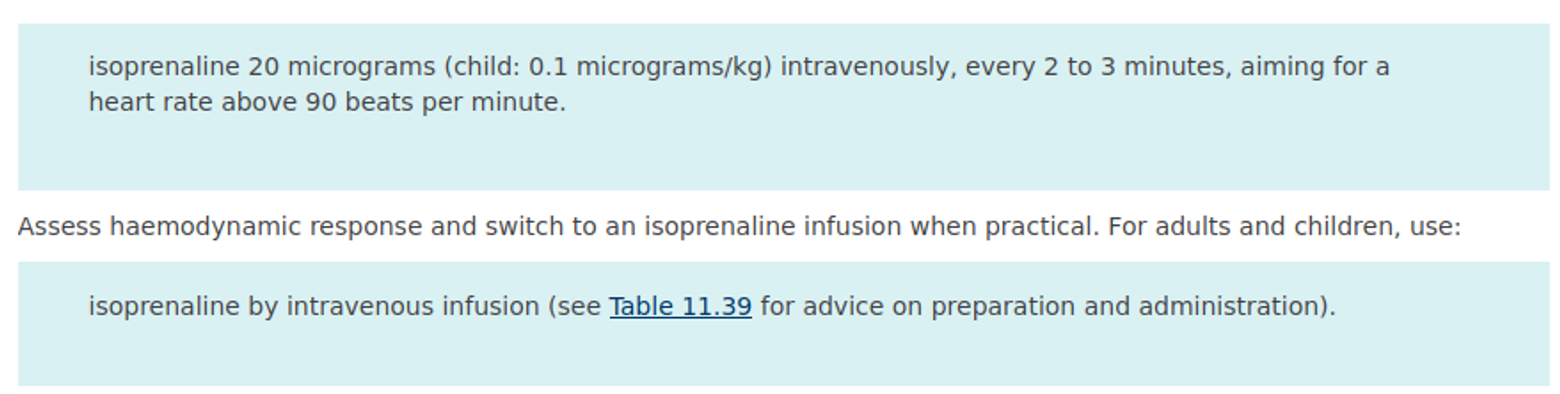 isoprenaline 20 micrograms (child: 0.1 micrograms/kg) intravenously, every 2 to 3 minutes, aiming for a
heart rate above 90 beats per minute.
Assess haemodynamic response and switch to an isoprenaline infusion when practical. For adults and children, use:
isoprenaline by intravenous infusion (see Table 11.39 for advice on preparation and administration).